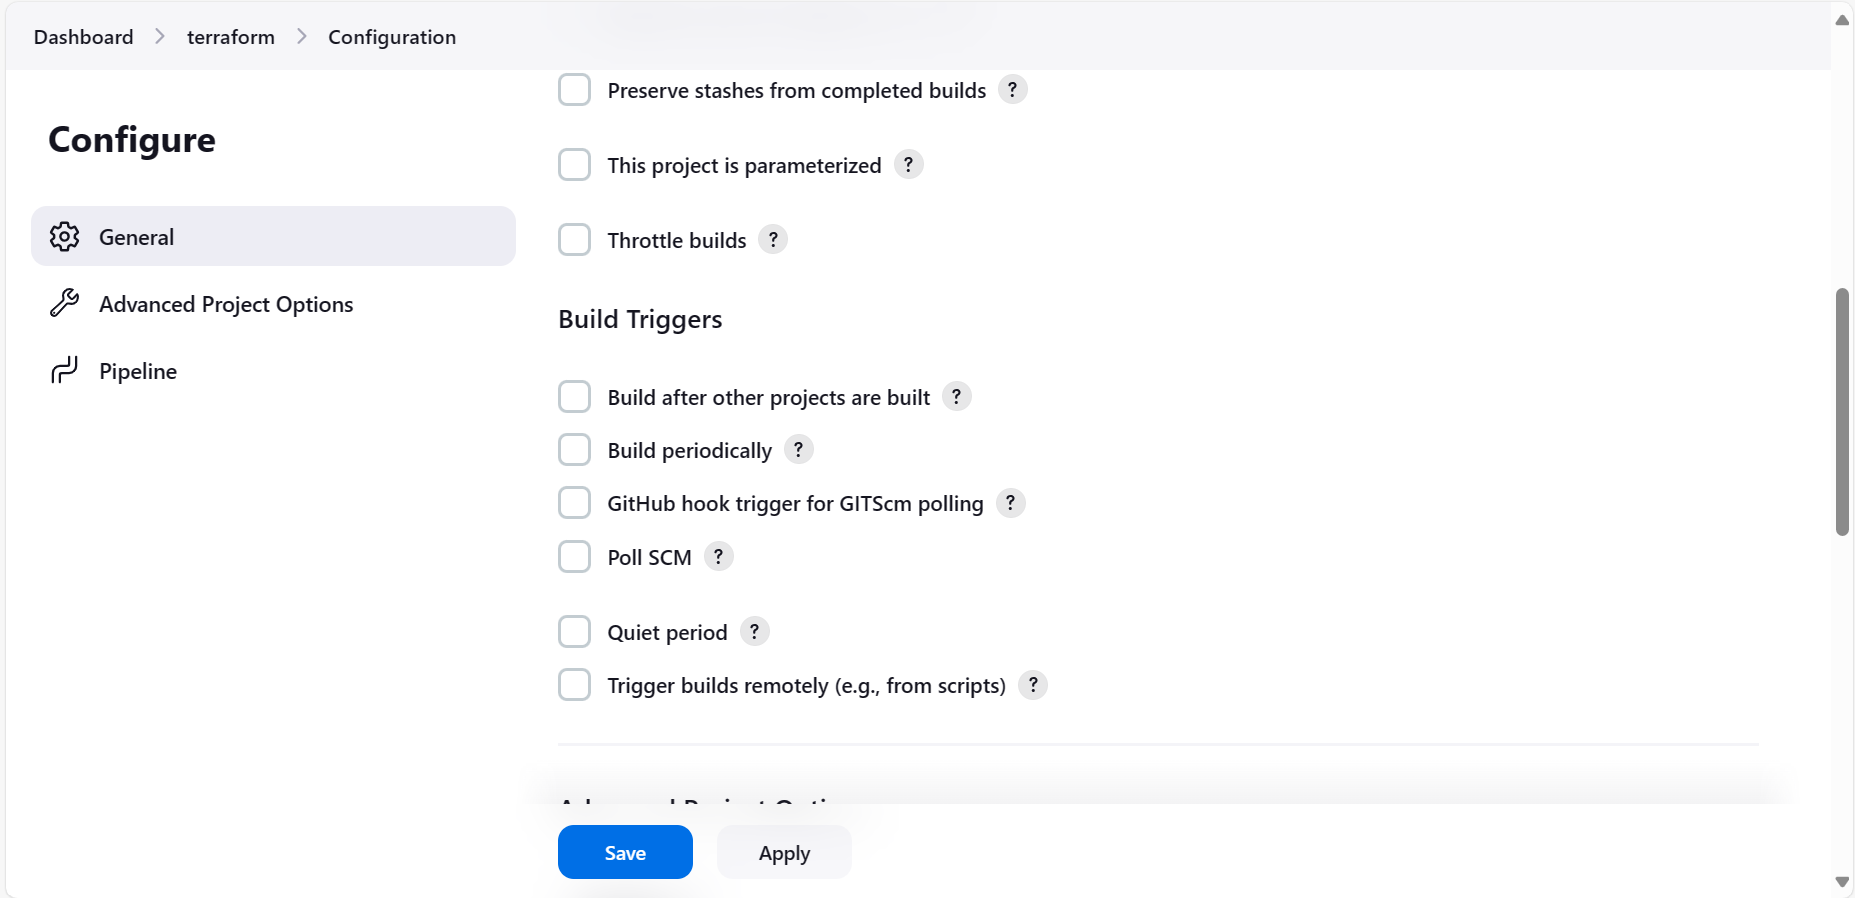 Dashboard > terraform > Configuration
Configure
General
Advanced Project Options
Pipeline
Preserve stashes from completed builds ?
This project is parameterized ?
Throttle builds ?
Build Triggers
Build after other projects are built ?
Build periodically ?
GitHub hook trigger for GITScm polling ?
Poll SCM ?
Quiet period ?
Trigger builds remotely (e.g., from scripts) ?
Save
Apply